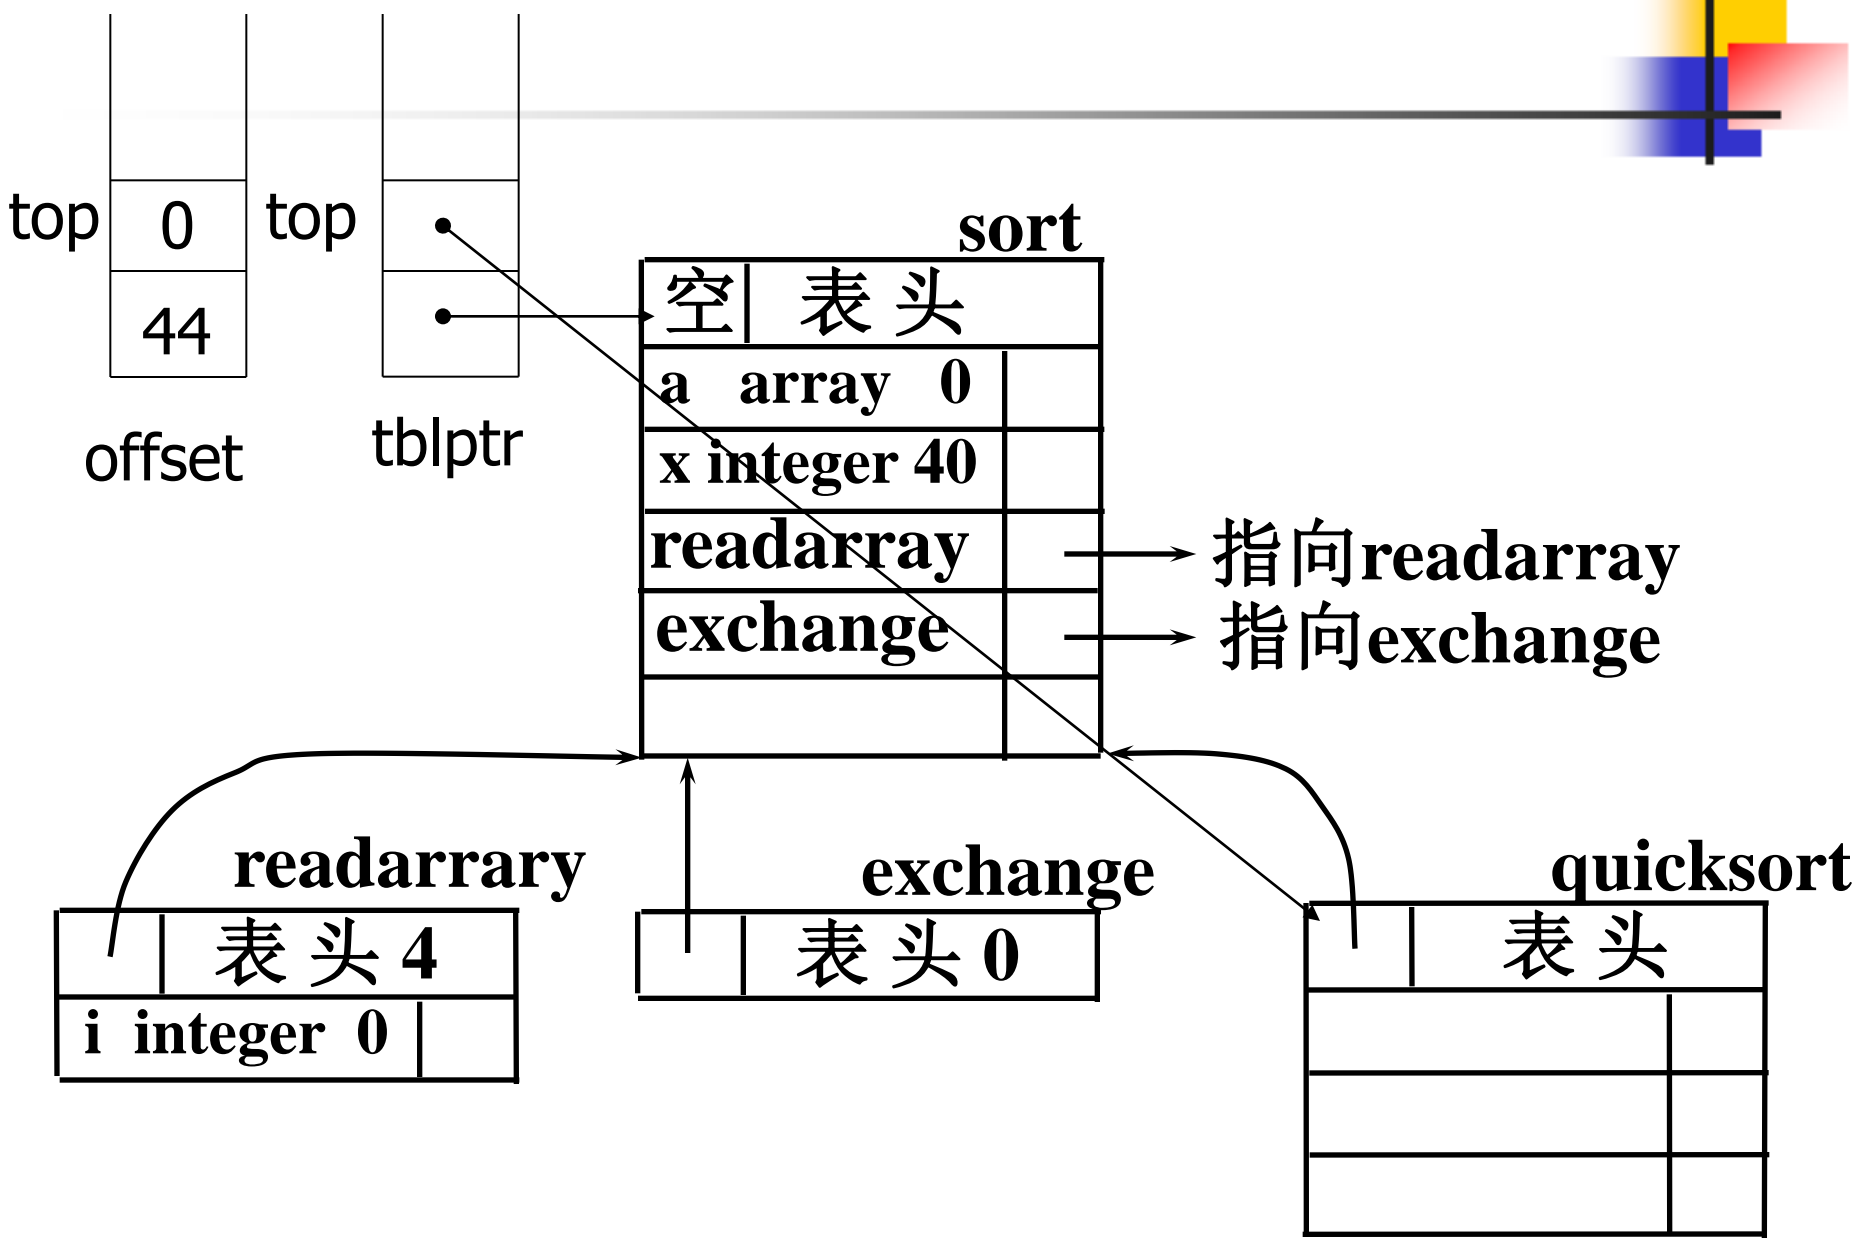 top 0 top
44
offset
tblptr
sort
空 表 头
a array 0
x integer 40
readarray
指向readarray
exchange
指向exchange
readarrary
表 头 4
i integer 0
exchange
表 头 0
quicksort
表 头